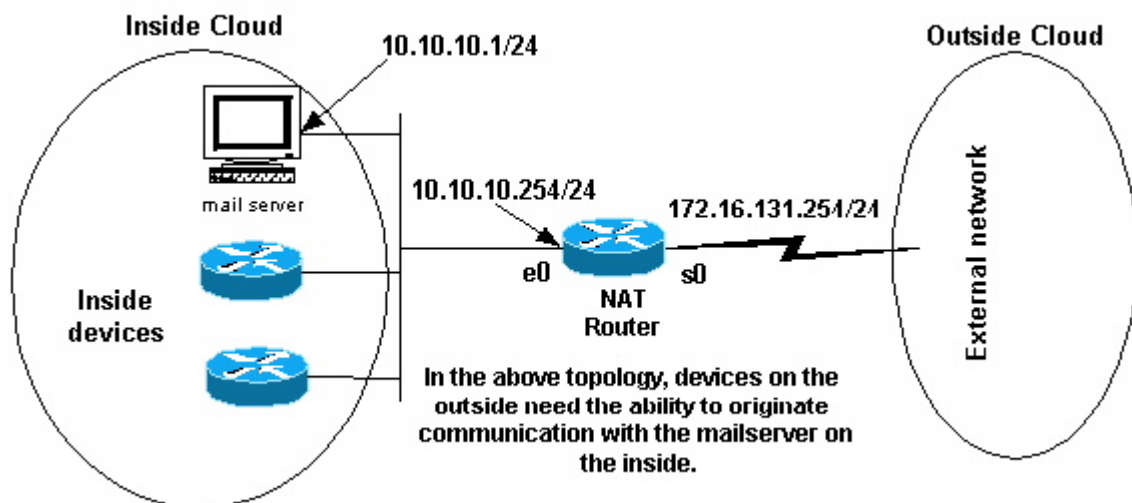 Inside Cloud
10.10.10.1/24
Outside Cloud
mail server
10.10.10.254/24
172.16.131.254/24
e0
s0
NAT
Router
Inside
devices
External network
In the above topology, devices on the
outside need the ability to originate
communication with the mailserver on
the inside.